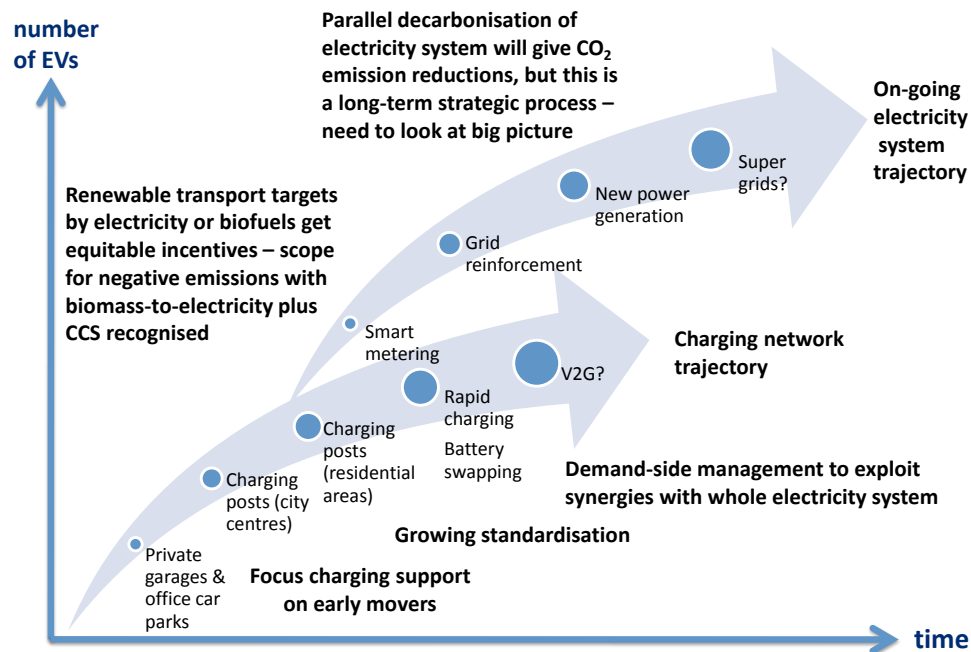 number
of EVs
Parallel decarbonisation of
electricity system will give CO₂
emission reductions, but this is
a long-term strategic process –
need to look at big picture
On-going
electricity
system
trajectory
Renewable transport targets
by electricity or biofuels get
equitable incentives – scope
for negative emissions with
biomass-to-electricity plus
CCS recognised
Super
grids?
New power
generation
Grid
reinforcement
Smart
metering
Charging network
trajectory
V2G?
Rapid
charging
Battery
swapping
Charging
posts
(residential
areas)
Charging
posts (city
centres)
Private
garages &
office car
parks
Demand-side management to exploit
synergies with whole electricity system
Growing standardisation
Focus charging support
on early movers
time